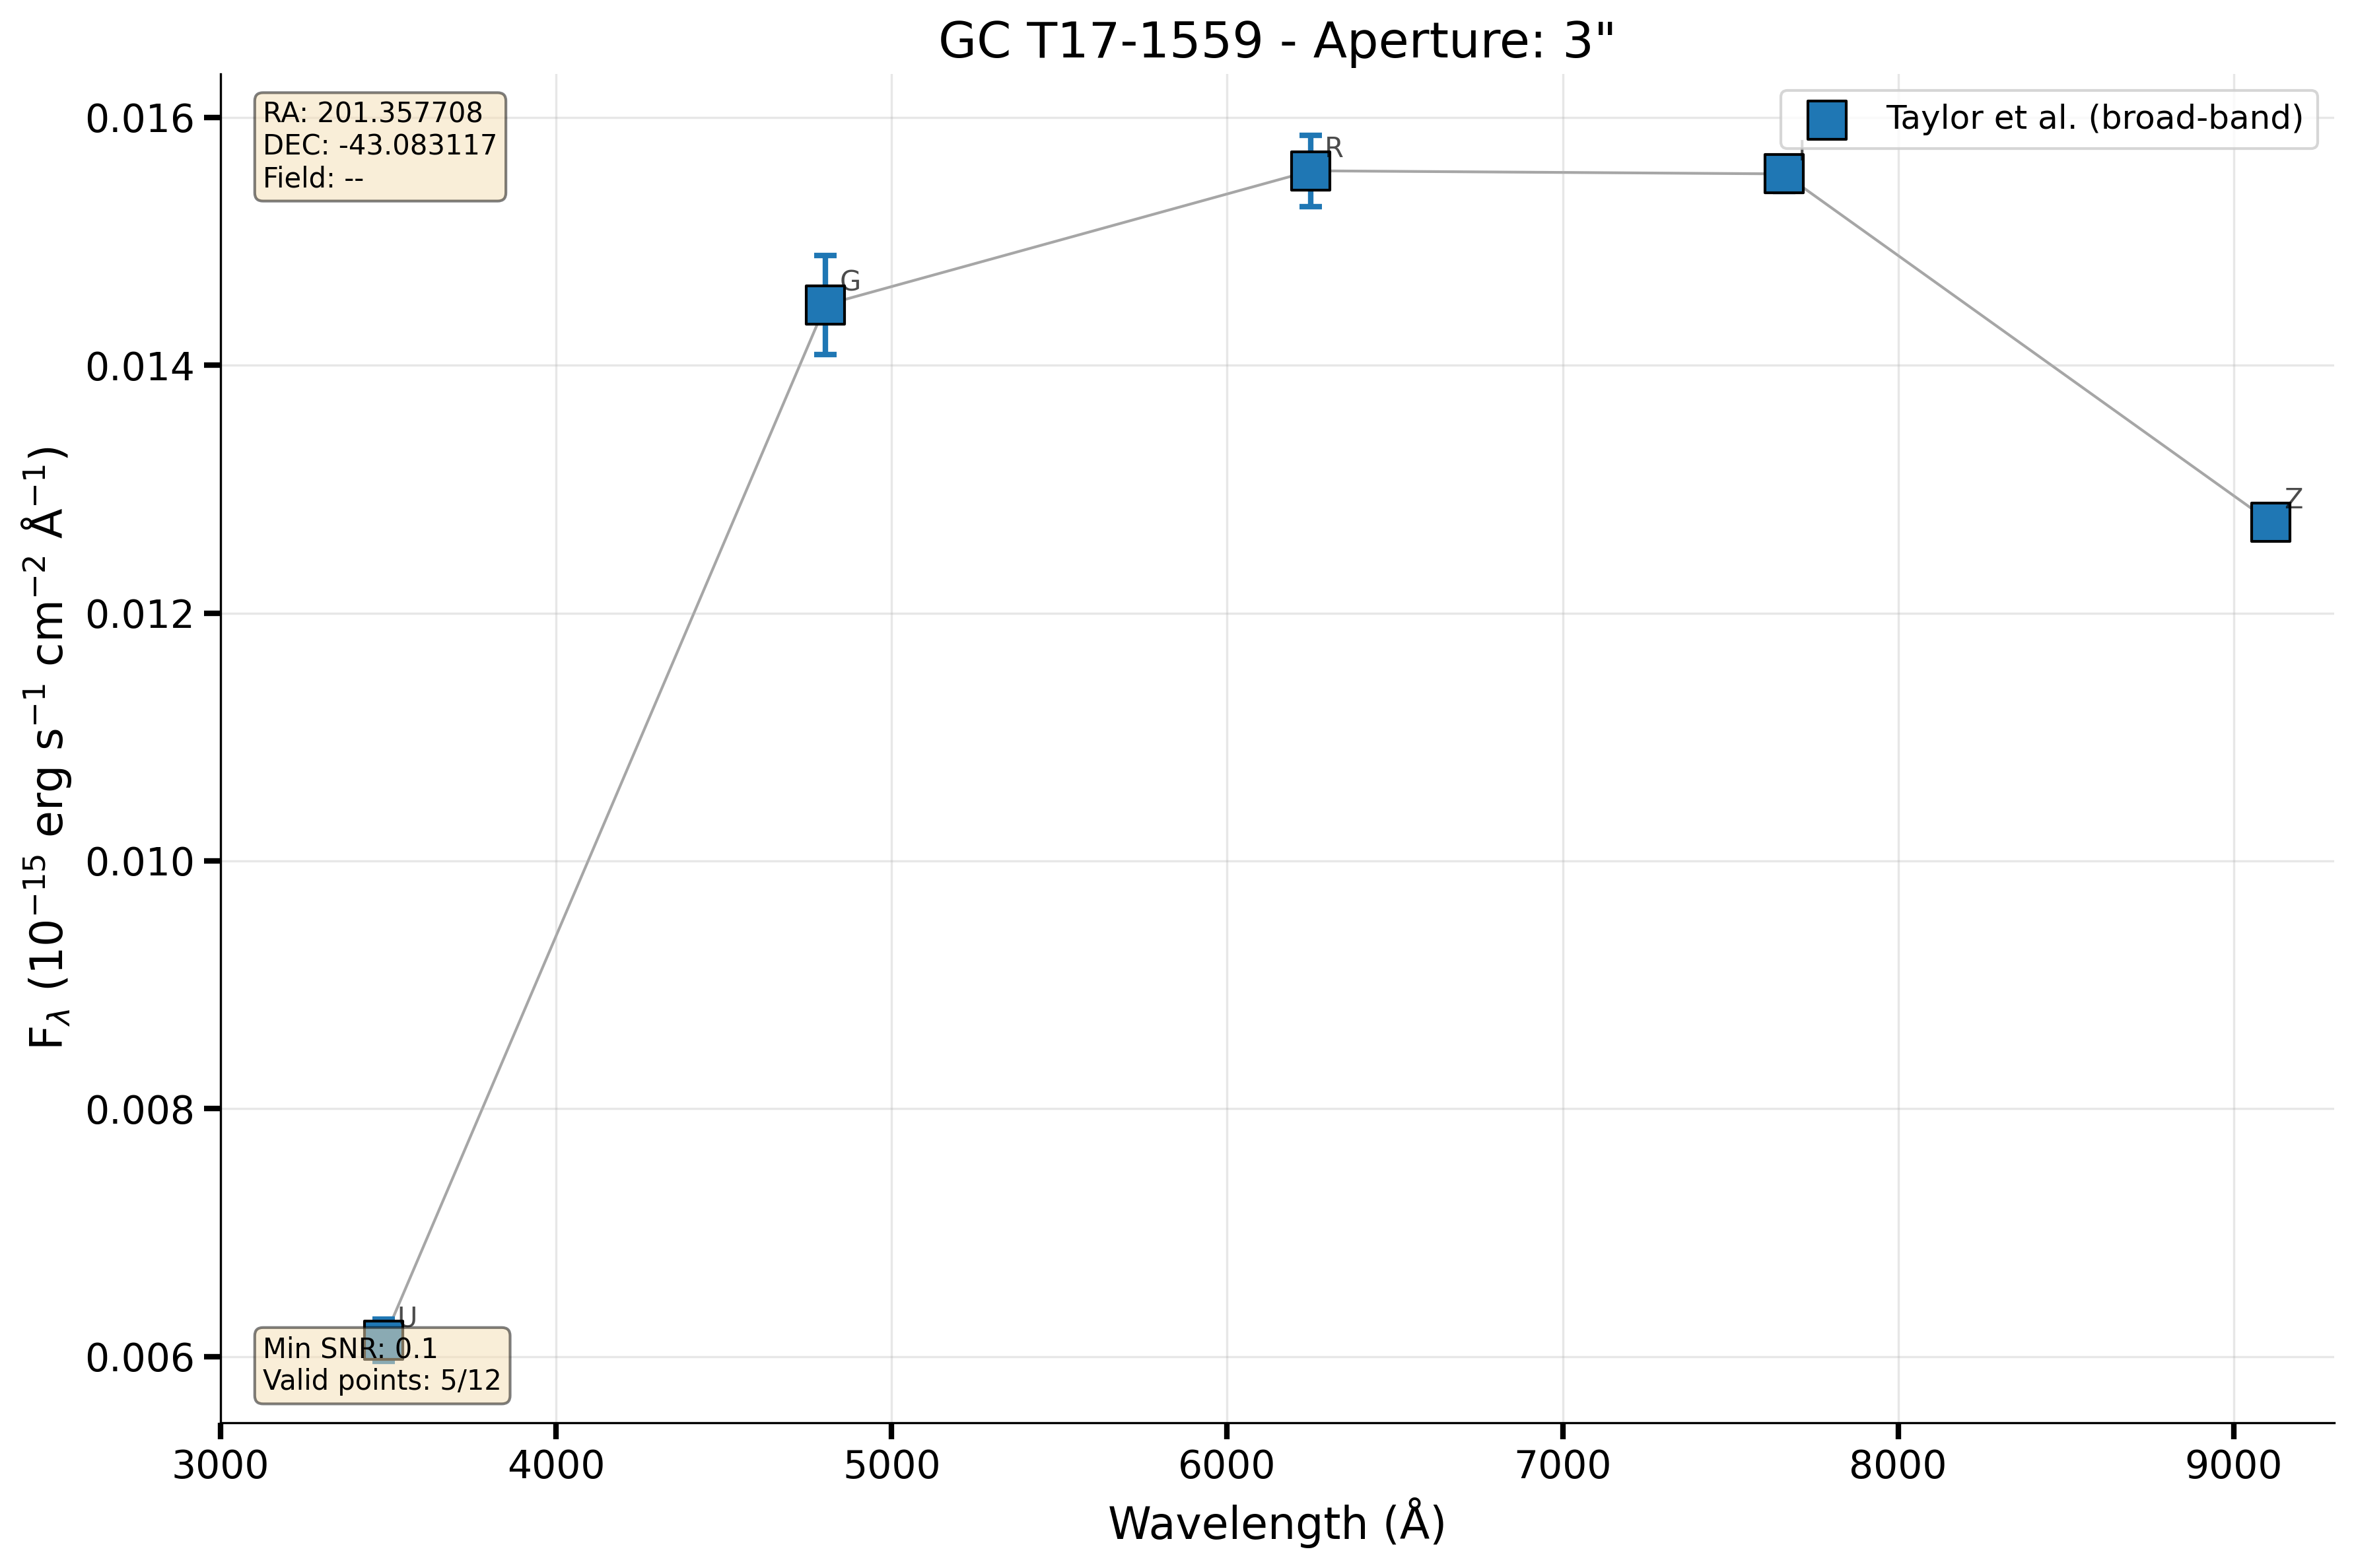 GC T17-1559 - Aperture: 3"
RA: 201.357708
DEC: -43.083117
Field: --
Taylor et al. (broad-band)
R
G
Z
U
Min SNR: 0.1
Valid points: 5/12
0.016
0.014
0.012
0.010
0.008
0.006
F_λ (10⁻¹⁵ erg s⁻¹ cm⁻² Å⁻¹)
3000 4000 5000 6000 7000 8000 9000
Wavelength (Å)